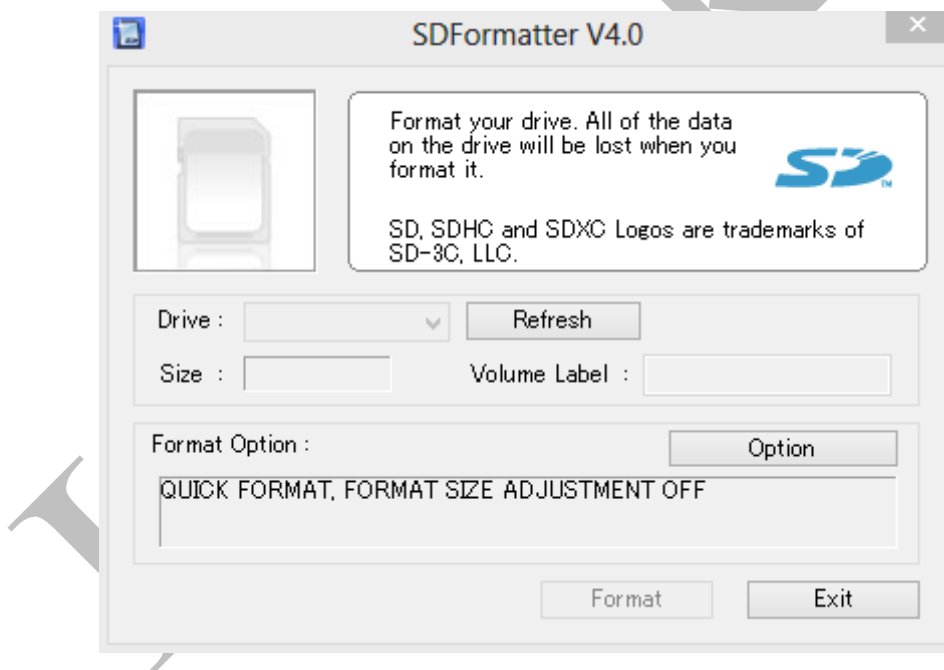 SDFormatter V4.0
Format your drive. All of the data
on the drive will be lost when you
format it.
SD, SDHC and SDXC Logos are trademarks of
SD-3C, LLC.
Drive :
Refresh
Size :
Volume Label :
Format Option :
Option
QUICK FORMAT, FORMAT SIZE ADJUSTMENT OFF
Format
Exit